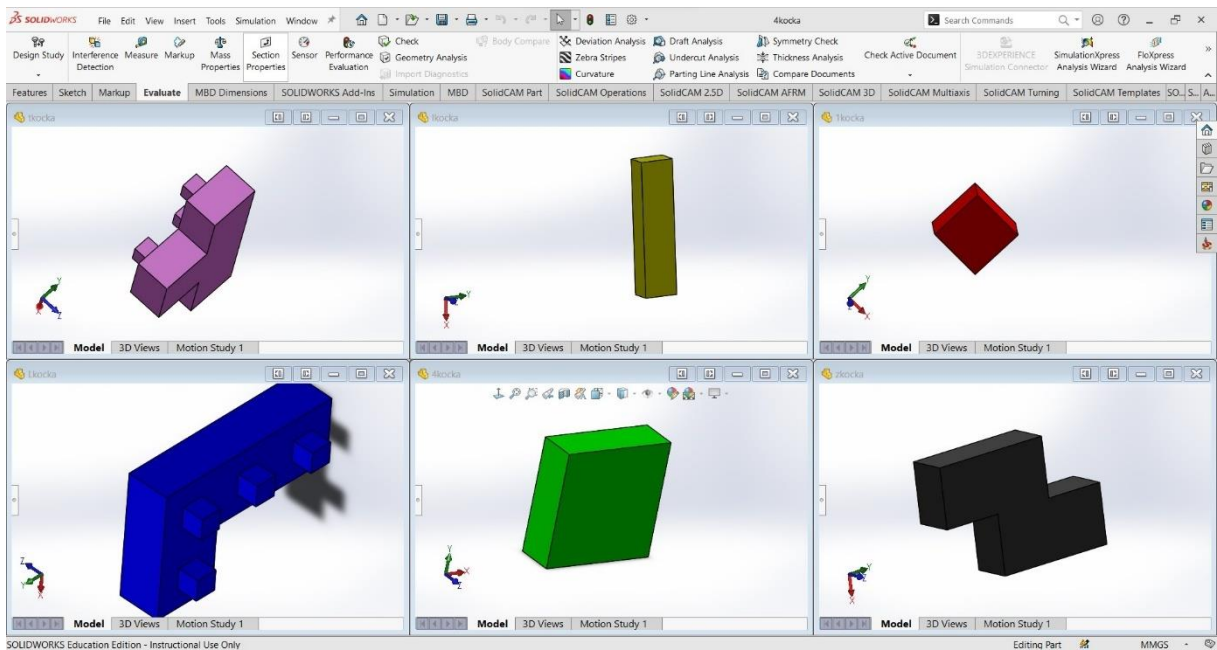 SOLIDWORKS File Edit View Insert Tools Simulation Window 4kocka Search Commands
Design Study Interference Detection Measure Markup Mass Properties Section Properties Sensor Performance Evaluation
Check Body Compare Deviation Analysis Draft Analysis Symmetry Check Check Active Document 3DEXPERIENCE Simulation Connector SimulationXpress Analysis Wizard FloXpress Analysis Wizard
Geometry Analysis Zebra Stripes Undercut Analysis Thickness Analysis
Import Diagnostics Curvature Parting Line Analysis Compare Documents
Features Sketch Markup Evaluate MBD Dimensions SOLIDWORKS Add-Ins Simulation MBD SolidCAM Part SolidCAM Operations SolidCAM 2.5D SolidCAM AFRM SolidCAM 3D SolidCAM Multiaxis SolidCAM Turning SolidCAM Templates SO... S... A...
tkocka
1kocka
Y
X
Z
Y
X
Y
X
Model 3D Views Motion Study 1
Model 3D Views Motion Study 1
Model 3D Views Motion Study 1
4kocka
zkocka
Z
Y
X
Y
X
Z
Y
X
Model 3D Views Motion Study 1
Model 3D Views Motion Study 1
Model 3D Views Motion Study 1
SOLIDWORKS Education Edition - Instructional Use Only Editing Part MMGS